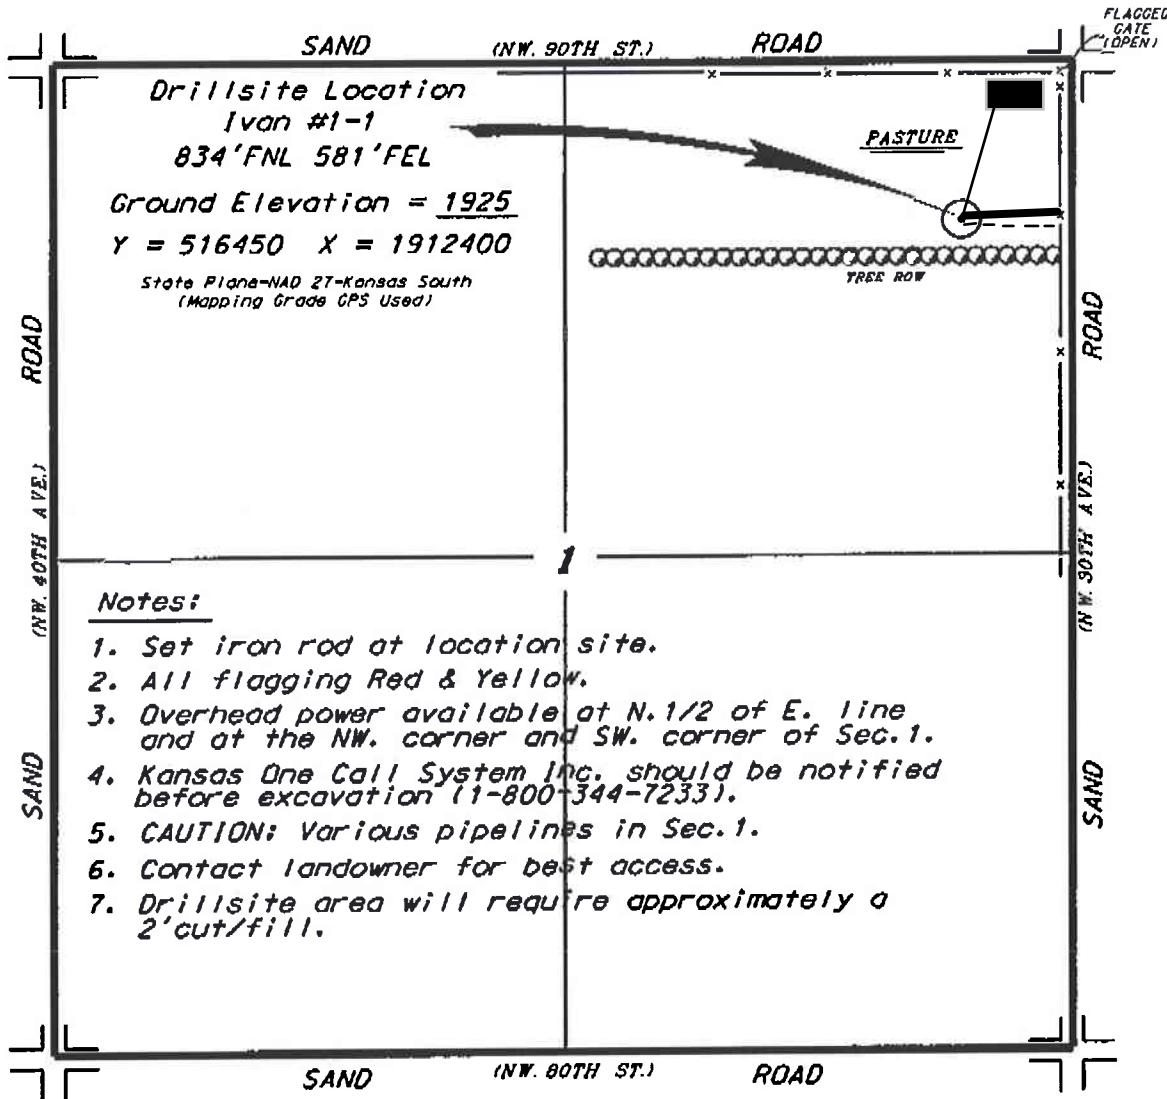 FLAGGED
GATE
(OPEN)
SAND (NW. 90TH ST.) ROAD
Drillsite Location
Ivan #1-1
834'FNL 581'FEL
Ground Elevation = 1925
Y = 516450 X = 1912400
State Plane-NAD 27-Kansas South
(Mapping Grade GPS Used)
PASTURE
TREE ROW
ROAD
(NW. 40TH AVE.)
SAND
ROAD
(NW. 30TH AVE.)
SAND
1
Notes:
1. Set iron rod at location site.
2. All flagging Red & Yellow.
3. Overhead power available at N.1/2 of E. line
and at the NW. corner and SW. corner of Sec.1.
4. Kansas One Call System Inc. should be notified
before excavation (1-800-344-7233).
5. CAUTION: Various pipelines in Sec.1.
6. Contact landowner for best access.
7. Drillsite area will require approximately a
2'cut/fill.
SAND (NW. 80TH ST.) ROAD